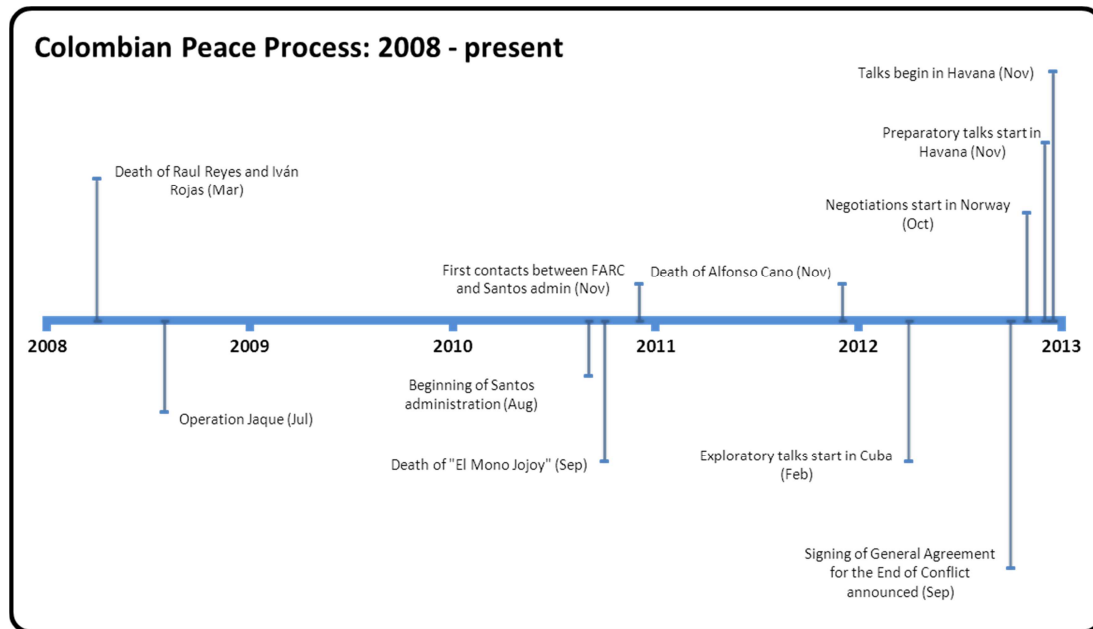 Colombian Peace Process: 2008 - present
Talks begin in Havana (Nov)
Preparatory talks start in
Havana (Nov)
Death of Raul Reyes and Iván
Rojas (Mar)
Negotiations start in Norway
(Oct)
First contacts between FARC
and Santos admin (Nov)
Death of Alfonso Cano (Nov)
2008
2009
2010
2011
2012
2013
Beginning of Santos
administration (Aug)
Operation Jaque (Jul)
Death of "El Mono Jojoy" (Sep)
Exploratory talks start in Cuba
(Feb)
Signing of General Agreement
for the End of Conflict
announced (Sep)